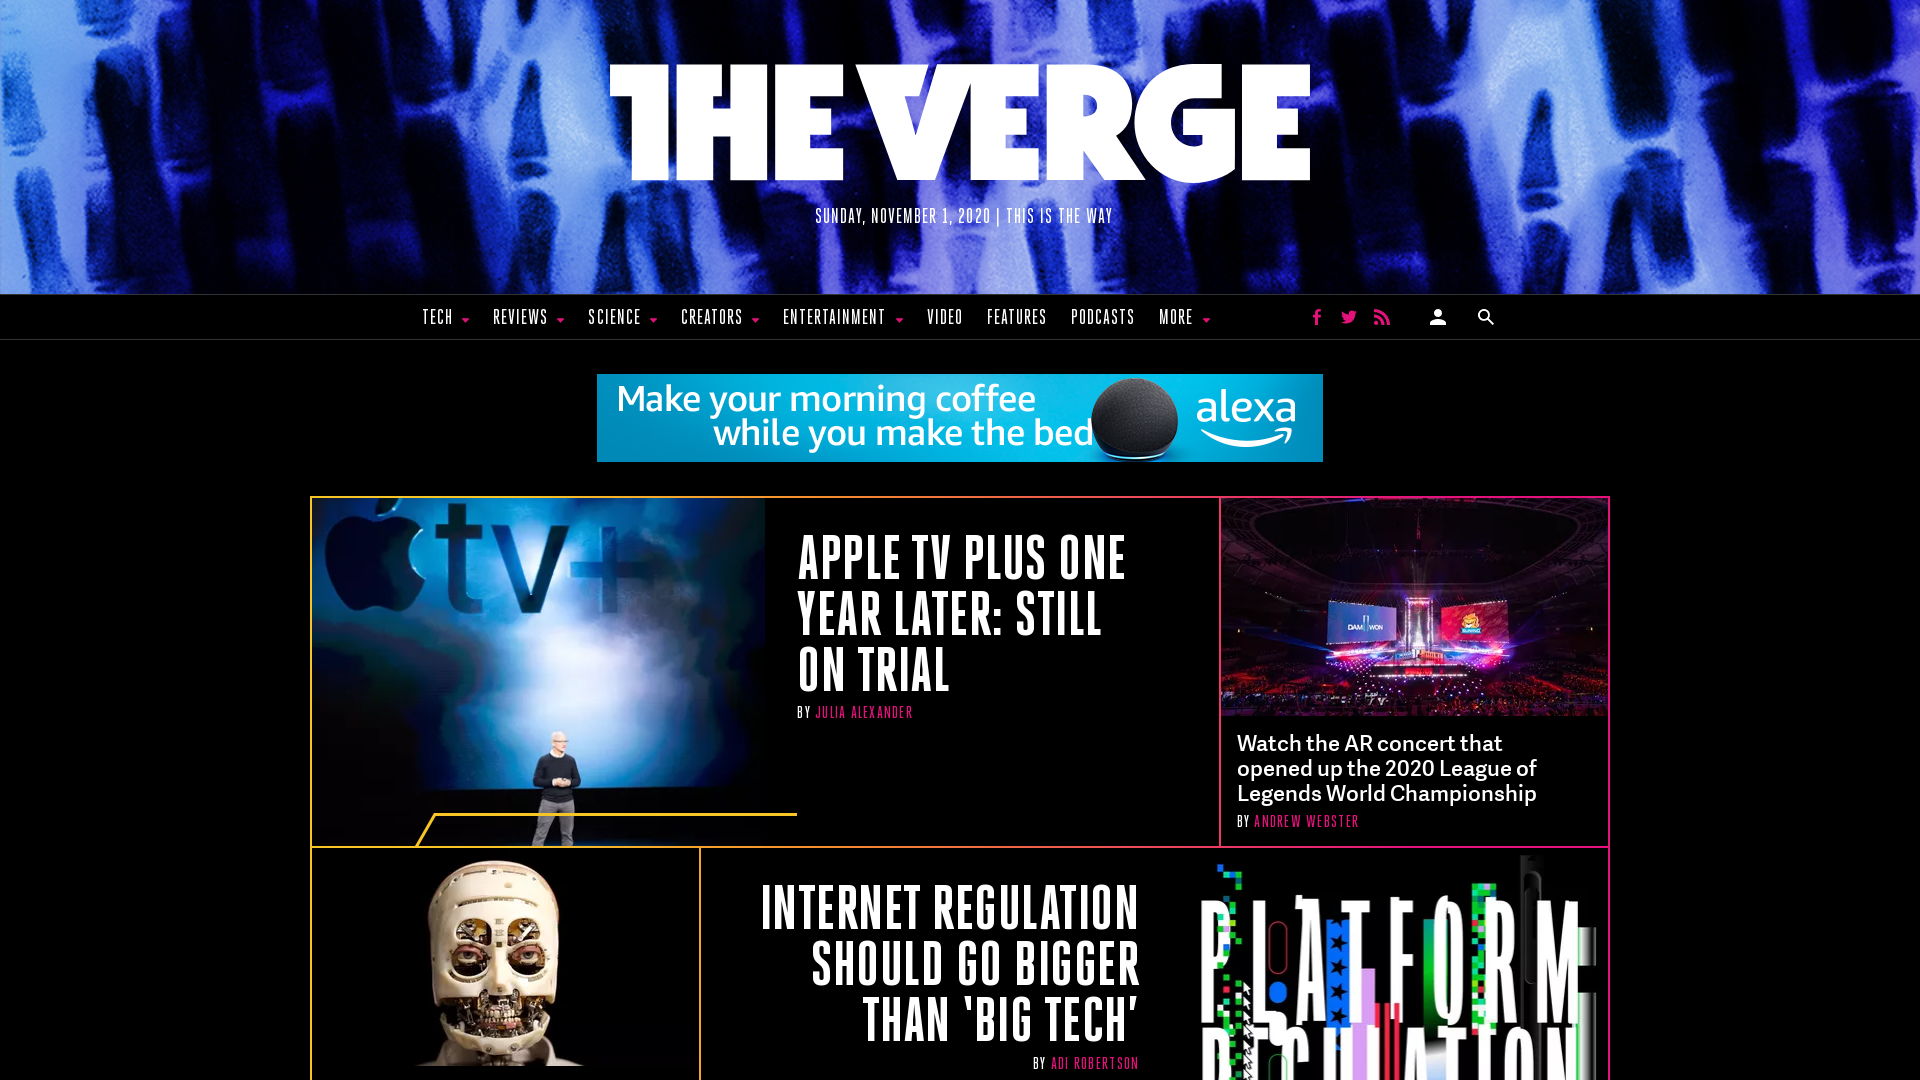 THE VERGE
SUNDAY, NOVEMBER 1, 2020 | THIS IS THE WAY
TECH REVIEWS SCIENCE CREATORS ENTERTAINMENT VIDEO FEATURES PODCASTS MORE
Make your morning coffee
while you make the bed
alexa
tv+
APPLE TV PLUS ONE
YEAR LATER: STILL
ON TRIAL
BY JULIA ALEXANDER
DAMWON
SUNING
Watch the AR concert that
opened up the 2020 League of
Legends World Championship
BY ANDREW WEBSTER
INTERNET REGULATION
SHOULD GO BIGGER
THAN ‘BIG TECH’
BY ADI ROBERTSON
PLATFORM
REGULATION